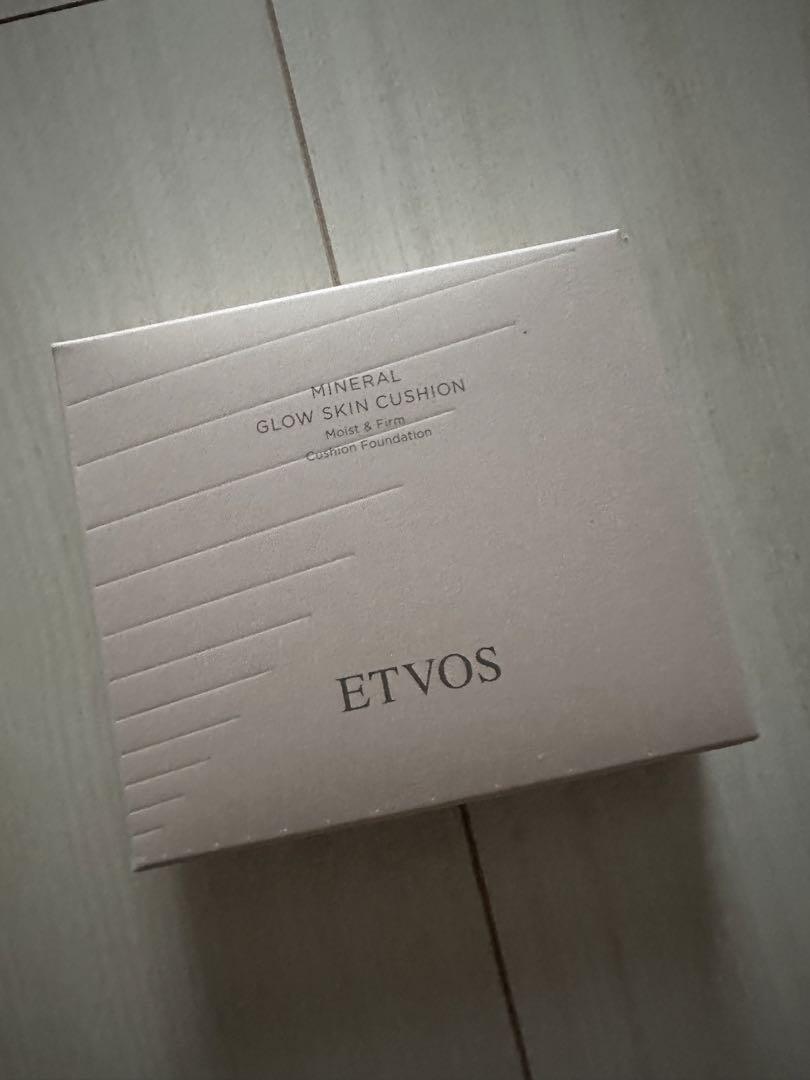 MINERAL
GLOW SKIN CUSHION
Moist & Firm
Cushion Foundation
ETVOS